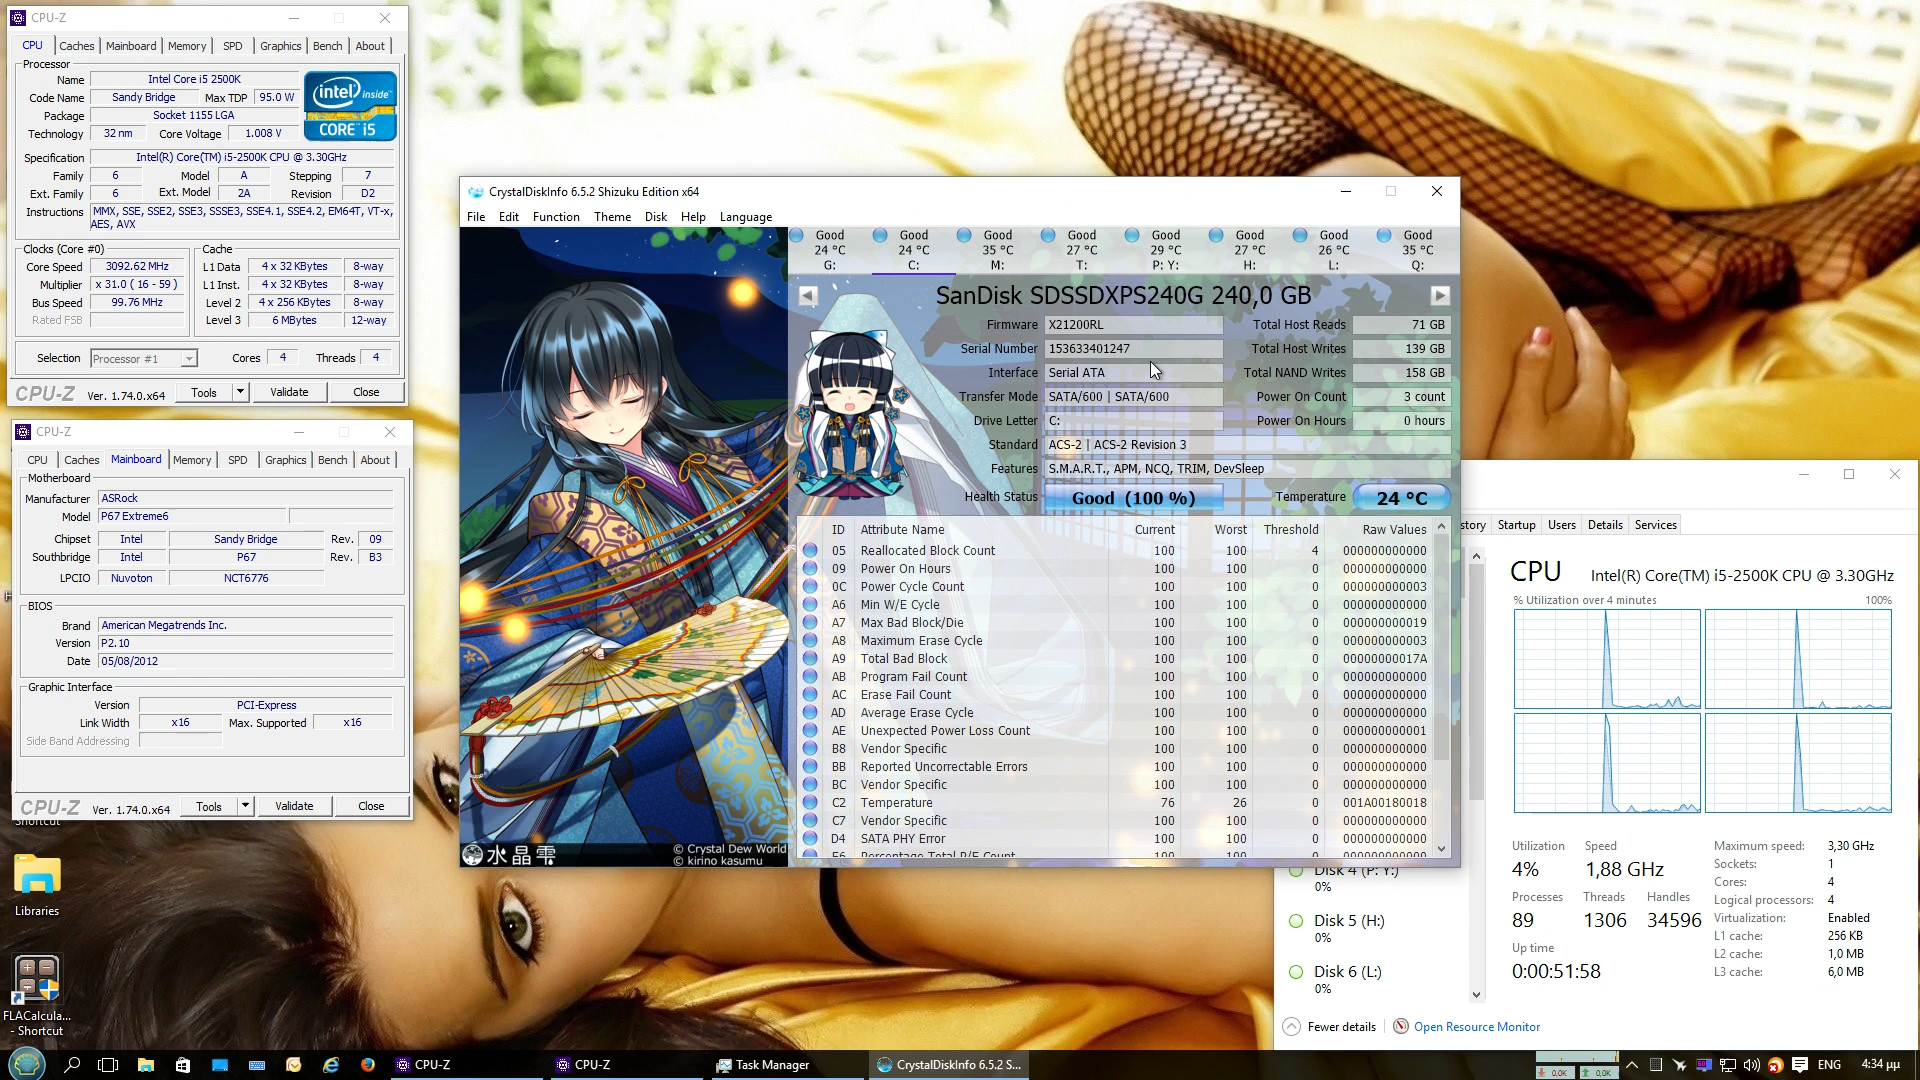 CPU-Z
CPU Caches Mainboard Memory SPD Graphics Bench About
Processor
Name Intel Core i5 2500K
Code Name Sandy Bridge Max TDP 95.0 W
Package Socket 1155 LGA
Technology 32 nm Core Voltage 1.008 V
intel inside™
CORE™ i5
Specification Intel(R) Core(TM) i5-2500K CPU @ 3.30GHz
Family 6 Model A Stepping 7
Ext. Family 6 Ext. Model 2A Revision D2
Instructions MMX, SSE, SSE2, SSE3, SSSE3, SSE4.1, SSE4.2, EM64T, VT-x,
AES, AVX
Clocks (Core #0) Cache
Core Speed 3092.62 MHz L1 Data 4 x 32 KBytes 8-way
Multiplier x 31.0 ( 16 - 59 ) L1 Inst. 4 x 32 KBytes 8-way
Bus Speed 99.76 MHz Level 2 4 x 256 KBytes 8-way
Rated FSB Level 3 6 MBytes 12-way
Selection Processor #1 Cores 4 Threads 4
CPU-Z Ver. 1.74.0.x64 Tools Validate Close
CPU-Z
CPU Caches Mainboard Memory SPD Graphics Bench About
Motherboard
Manufacturer ASRock
Model P67 Extreme6
Chipset Intel Sandy Bridge Rev. 09
Southbridge Intel P67 Rev. B3
LPCIO Nuvoton NCT6776
BIOS
Brand American Megatrends Inc.
Version P2.10
Date 05/08/2012
Graphic Interface
Version PCI-Express
Link Width x16 Max. Supported x16
Side Band Addressing
CPU-Z Ver. 1.74.0.x64 Tools Validate Close
Shortcut
Libraries
FLACalcula...
- Shortcut
CrystalDiskInfo 6.5.2 Shizuku Edition x64
File Edit Function Theme Disk Help Language
Good Good Good Good Good Good Good Good
24 °C 24 °C 35 °C 27 °C 29 °C 27 °C 26 °C 35 °C
G: C: M: T: P: Y: H: L: Q:
SanDisk SDSSDXPS240G 240,0 GB
Firmware X21200RL Total Host Reads 71 GB
Serial Number 153633401247 Total Host Writes 139 GB
Interface Serial ATA Total NAND Writes 158 GB
Transfer Mode SATA/600 | SATA/600 Power On Count 3 count
Drive Letter C: Power On Hours 0 hours
Standard ACS-2 | ACS-2 Revision 3
Features S.M.A.R.T., APM, NCQ, TRIM, DevSleep
Health Status Good (100 %) Temperature 24 °C
ID Attribute Name Current Worst Threshold Raw Values
05 Reallocated Block Count 100 100 4 000000000000
09 Power On Hours 100 100 0 000000000000
0C Power Cycle Count 100 100 0 000000000003
A6 Min W/E Cycle 100 100 0 000000000000
A7 Max Bad Block/Die 100 100 0 000000000019
A8 Maximum Erase Cycle 100 100 0 000000000003
A9 Total Bad Block 100 100 0 00000000017A
AB Program Fail Count 100 100 0 000000000000
AC Erase Fail Count 100 100 0 000000000000
AD Average Erase Cycle 100 100 0 000000000000
AE Unexpected Power Loss Count 100 100 0 000000000001
B8 Vendor Specific 100 100 0 000000000000
BB Reported Uncorrectable Errors 100 100 0 000000000000
BC Vendor Specific 100 100 0 000000000000
C2 Temperature 76 26 0 001A00180018
C7 Vendor Specific 100 100 0 000000000000
D4 SATA PHY Error 100 100 0 000000000000
E6 Percentage Total P/E Count 100 100 0 000000000000
水晶雫
© Crystal Dew World
© kirino kasumu
story Startup Users Details Services
CPU Intel(R) Core(TM) i5-2500K CPU @ 3.30GHz
% Utilization over 4 minutes 100%
Disk 4 (P: Y:)
0%
Disk 5 (H:)
0%
Disk 6 (L:)
0%
Utilization Speed
4% 1,88 GHz
Processes Threads Handles
89 1306 34596
Up time
0:00:51:58
Maximum speed: 3,30 GHz
Sockets: 1
Cores: 4
Logical processors: 4
Virtualization: Enabled
L1 cache: 256 KB
L2 cache: 1,0 MB
L3 cache: 6,0 MB
Fewer details Open Resource Monitor
CPU-Z CPU-Z Task Manager CrystalDiskInfo 6.5.2 S...
0,0K 0,0K ENG 4:34 μμ